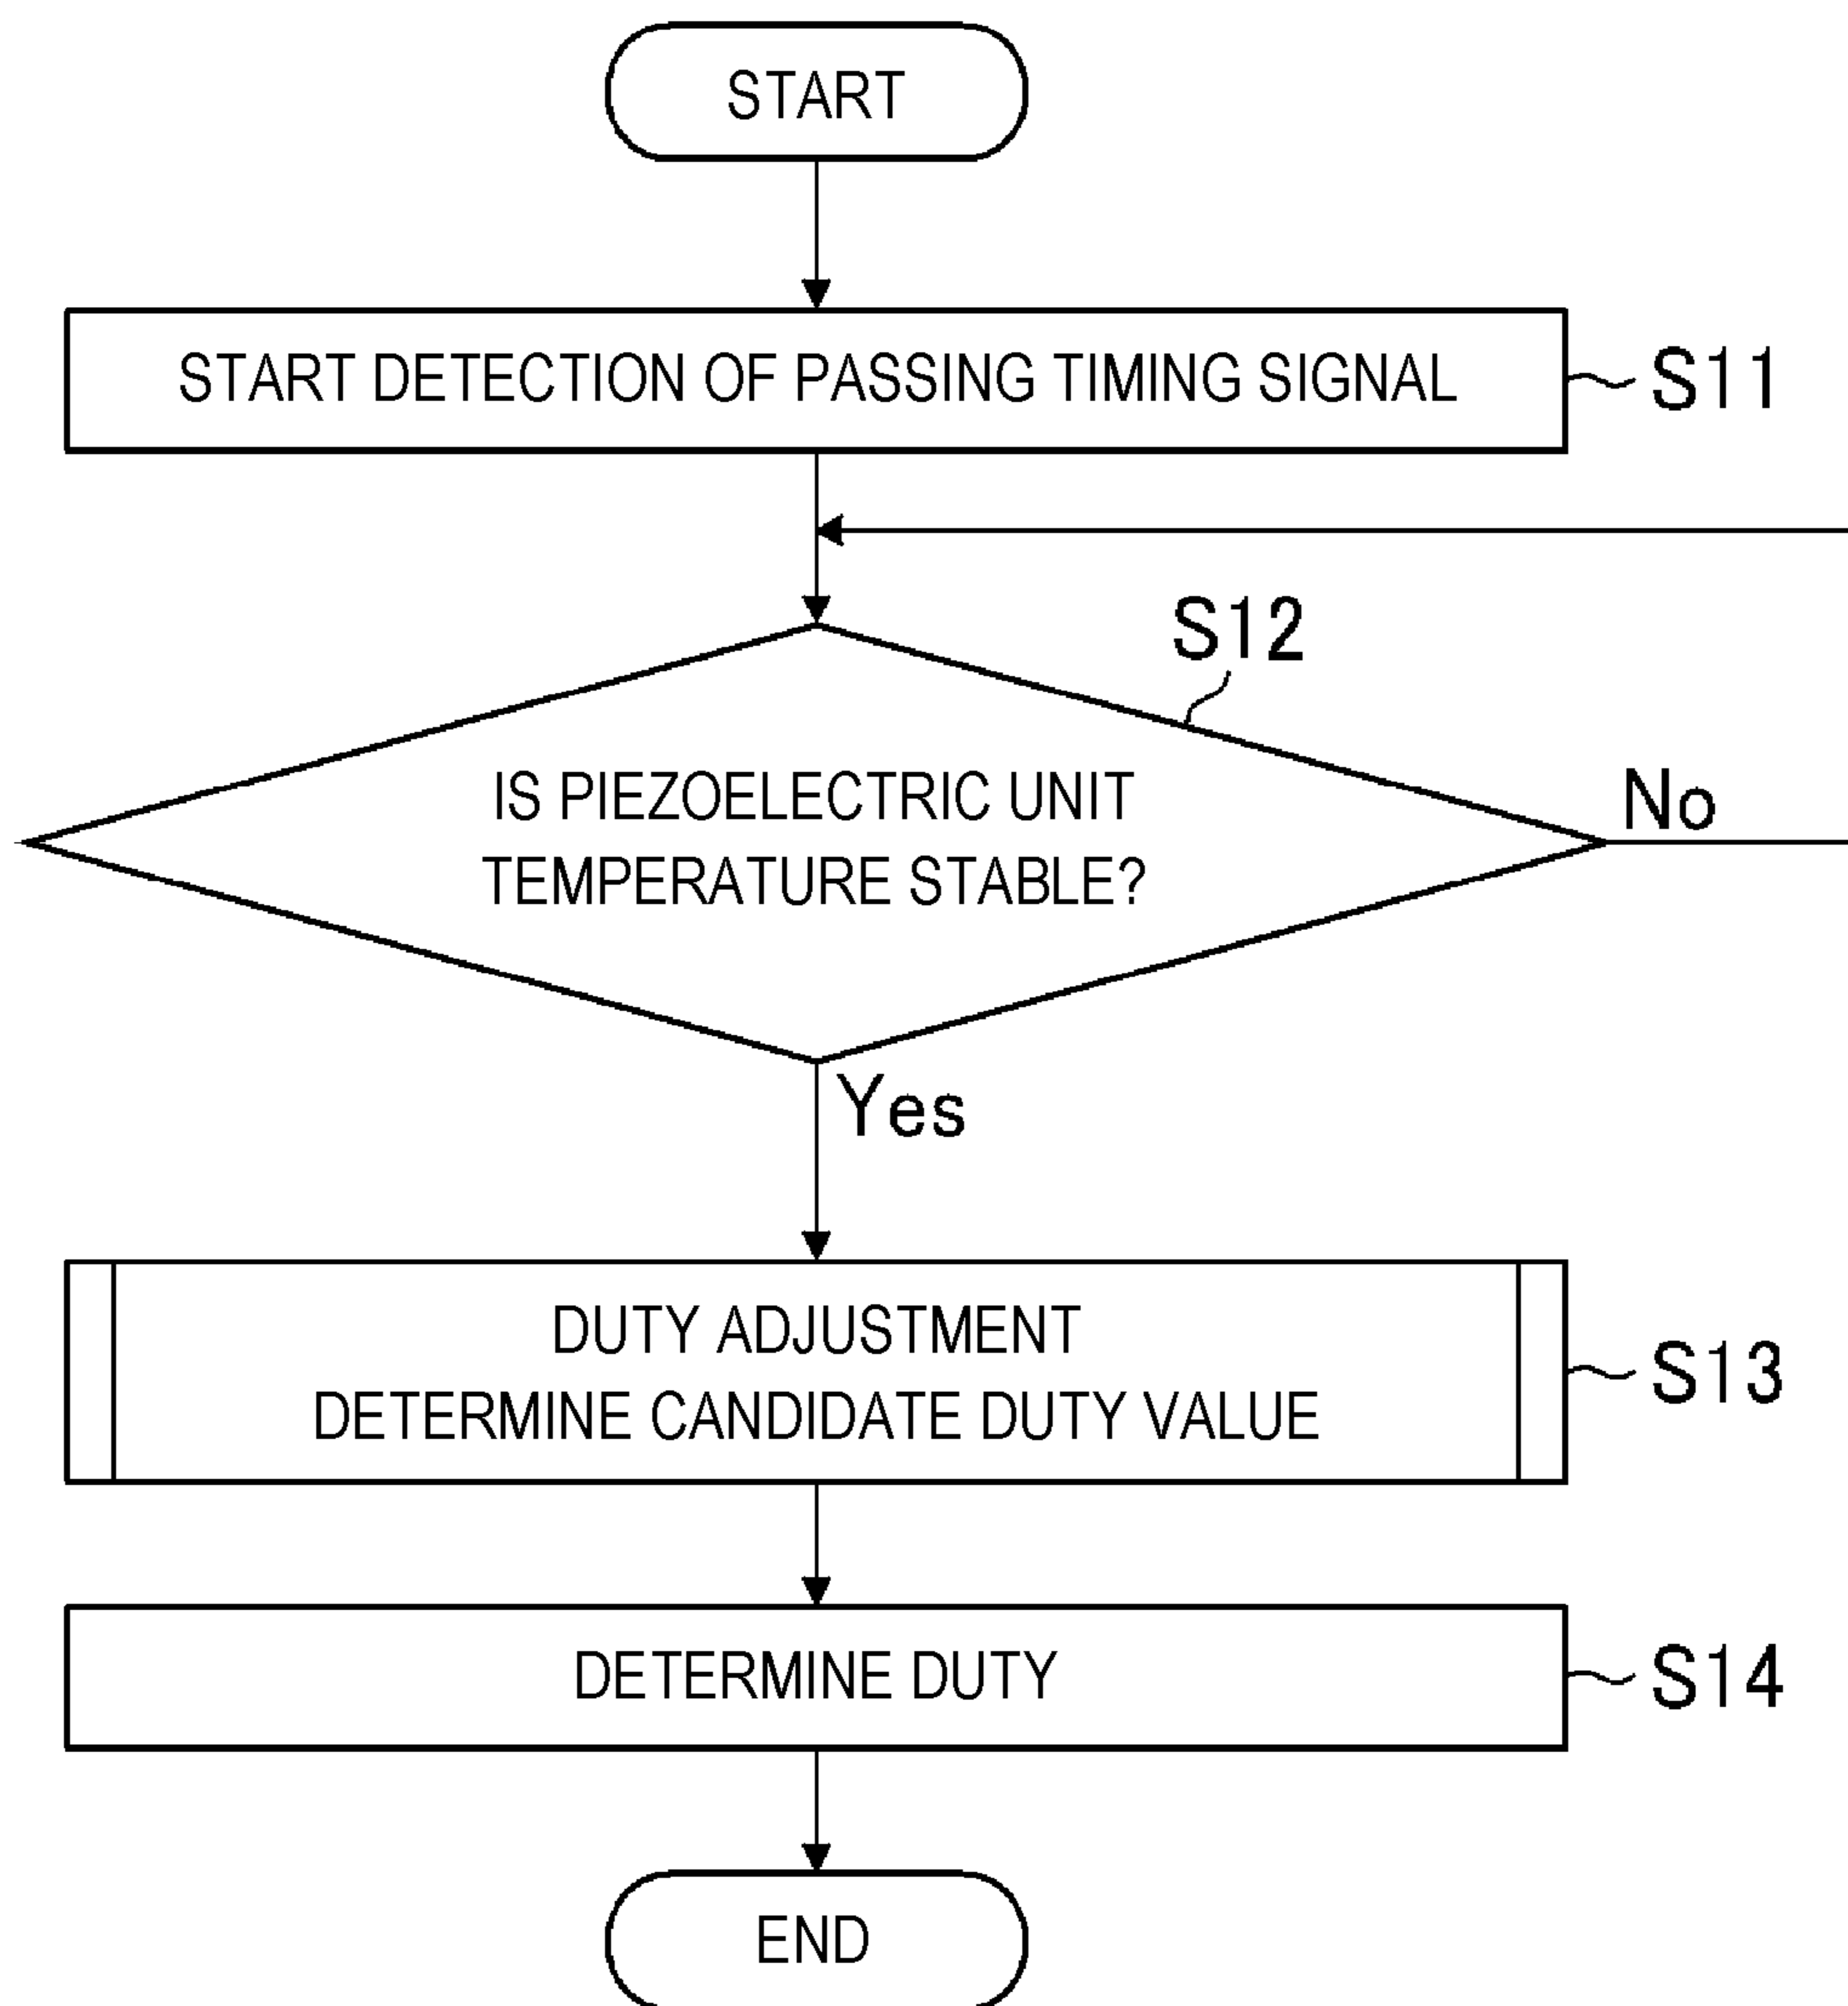 START
START DETECTION OF PASSING TIMING SIGNAL
S11
S12
IS PIEZOELECTRIC UNIT
TEMPERATURE STABLE?
No
Yes
DUTY ADJUSTMENT
DETERMINE CANDIDATE DUTY VALUE
S13
DETERMINE DUTY
S14
END